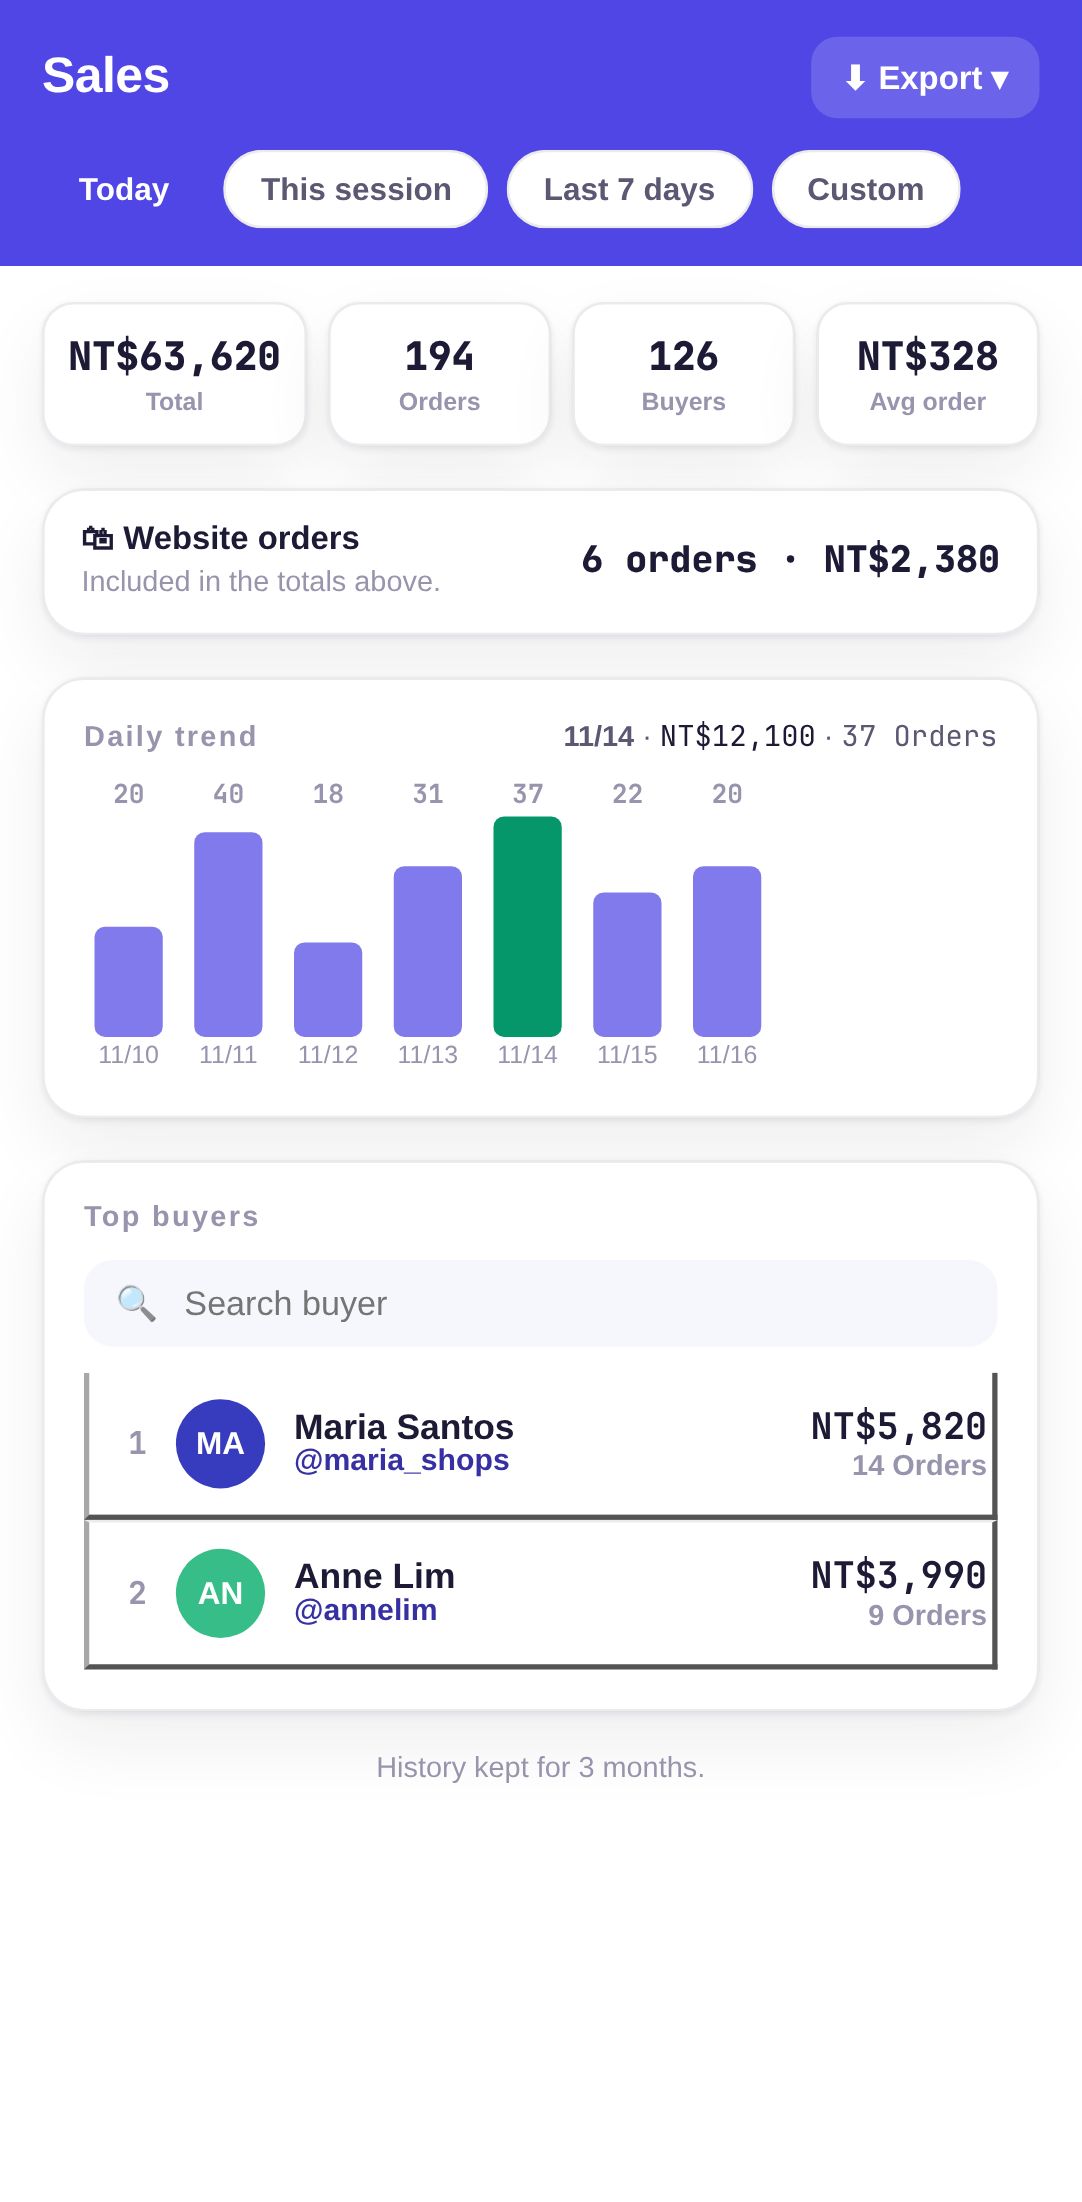 Sales
⬇ Export ▾
Today
This session
Last 7 days
Custom
NT$63,620
Total
194
Orders
126
Buyers
NT$328
Avg order
🛍 Website orders
Included in the totals above.
6 orders · NT$2,380
Daily trend
11/14 · NT$12,100 · 37 Orders
20 40 18 31 37 22 20
11/10 11/11 11/12 11/13 11/14 11/15 11/16
Top buyers
🔍 Search buyer
1
MA
Maria Santos
@maria_shops
NT$5,820
14 Orders
2
AN
Anne Lim
@annelim
NT$3,990
9 Orders
History kept for 3 months.